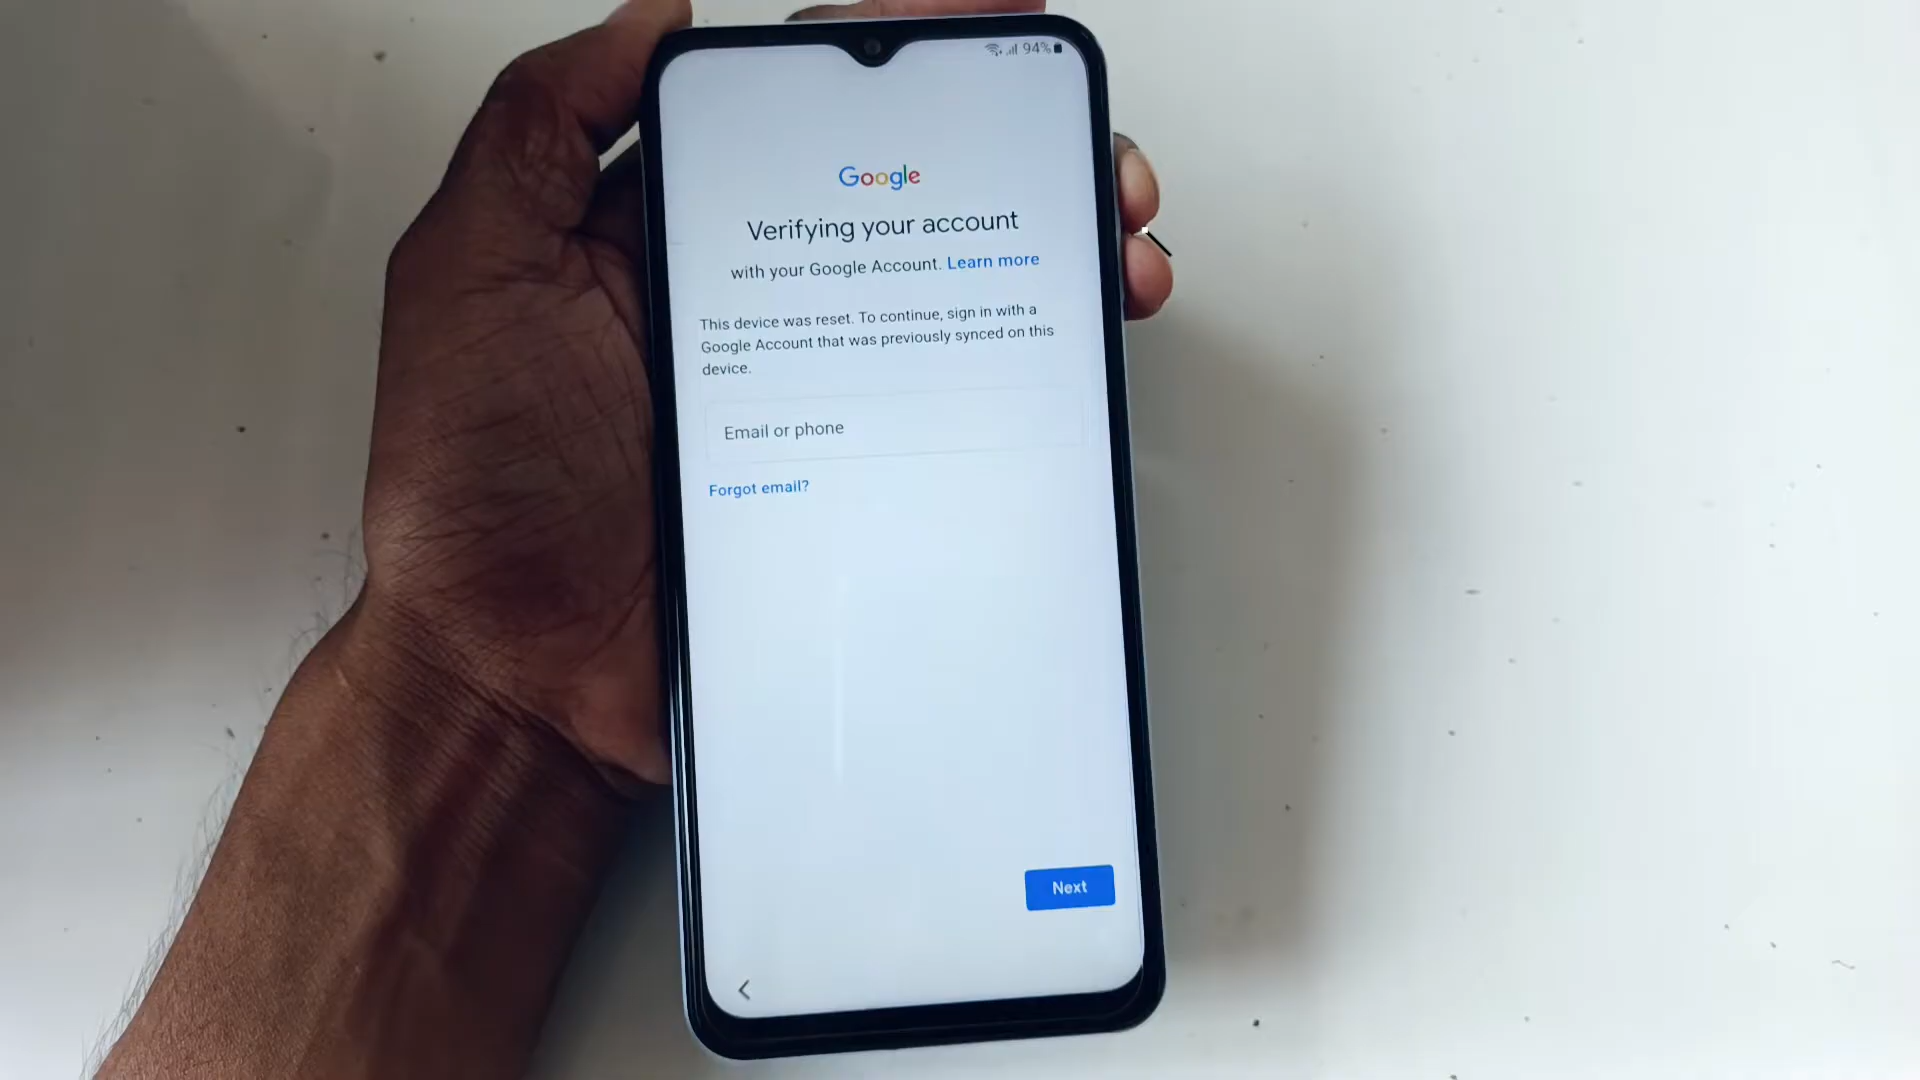 94%
Google
Verifying your account
with your Google Account. Learn more
This device was reset. To continue, sign in with a
Google Account that was previously synced on this
device.
Email or phone
Forgot email?
Next